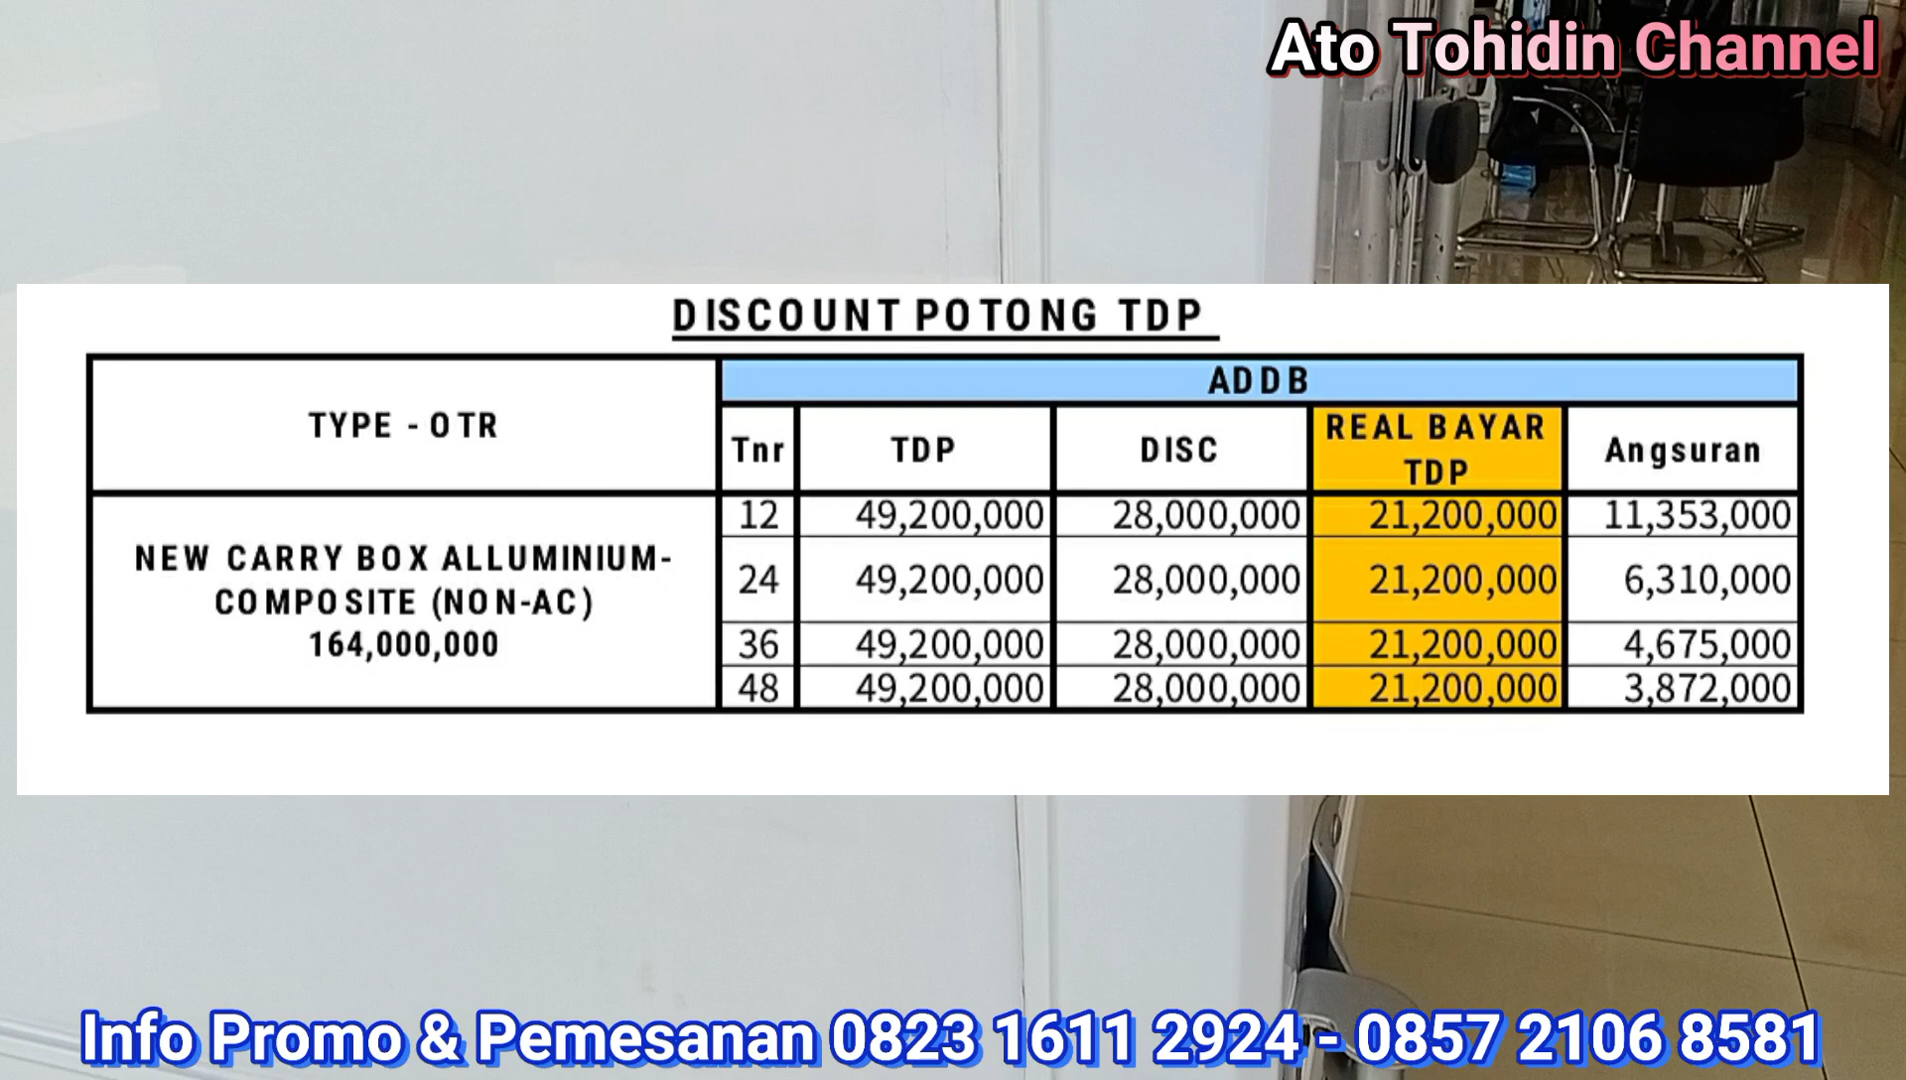 Ato Tohidin Channel
DISCOUNT POTONG TDP
TYPE - OTR
ADDB
Tnr TDP DISC REAL BAYAR TDP Angsuran
NEW CARRY BOX ALLUMINIUM-
COMPOSITE (NON-AC)
164,000,000
12 49,200,000 28,000,000 21,200,000 11,353,000
24 49,200,000 28,000,000 21,200,000 6,310,000
36 49,200,000 28,000,000 21,200,000 4,675,000
48 49,200,000 28,000,000 21,200,000 3,872,000
Info Promo & Pemesanan 0823 1611 2924 - 0857 2106 8581